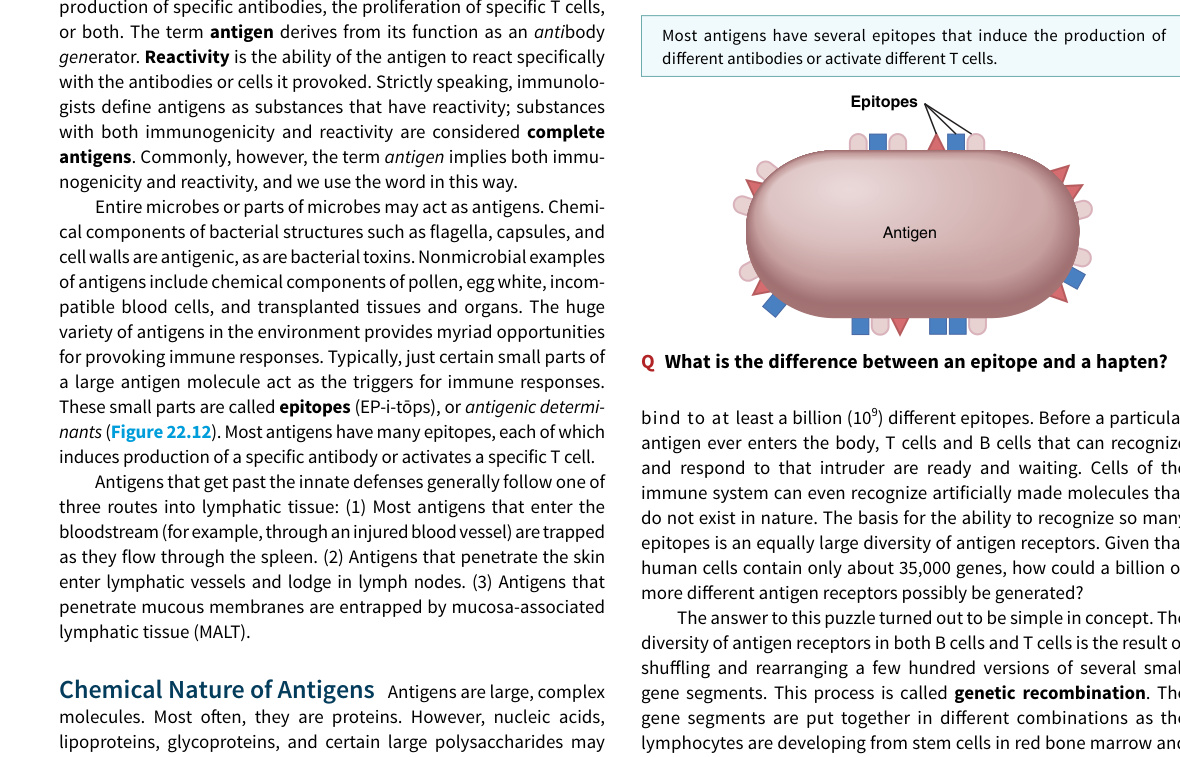 production of specific antibodies, the proliferation of specific T cells,
or both. The term antigen derives from its function as an antibody
generator. Reactivity is the ability of the antigen to react specifically
with the antibodies or cells it provoked. Strictly speaking, immunolo-
gists define antigens as substances that have reactivity; substances
with both immunogenicity and reactivity are considered complete
antigens. Commonly, however, the term antigen implies both immu-
nogenicity and reactivity, and we use the word in this way.
Entire microbes or parts of microbes may act as antigens. Chemi-
cal components of bacterial structures such as flagella, capsules, and
cell walls are antigenic, as are bacterial toxins. Nonmicrobial examples
of antigens include chemical components of pollen, egg white, incom-
patible blood cells, and transplanted tissues and organs. The huge
variety of antigens in the environment provides myriad opportunities
for provoking immune responses. Typically, just certain small parts of
a large antigen molecule act as the triggers for immune responses.
These small parts are called epitopes (EP-i-tōps), or antigenic determi-
nants (Figure 22.12). Most antigens have many epitopes, each of which
induces production of a specific antibody or activates a specific T cell.
Antigens that get past the innate defenses generally follow one of
three routes into lymphatic tissue: (1) Most antigens that enter the
bloodstream (for example, through an injured blood vessel) are trapped
as they flow through the spleen. (2) Antigens that penetrate the skin
enter lymphatic vessels and lodge in lymph nodes. (3) Antigens that
penetrate mucous membranes are entrapped by mucosa-associated
lymphatic tissue (MALT).
Chemical Nature of Antigens Antigens are large, complex
molecules. Most often, they are proteins. However, nucleic acids,
lipoproteins, glycoproteins, and certain large polysaccharides may
Most antigens have several epitopes that induce the production of
different antibodies or activate different T cells.
Epitopes
Antigen
Q What is the difference between an epitope and a hapten?
bind to at least a billion (10⁹) different epitopes. Before a particula
antigen ever enters the body, T cells and B cells that can recognize
and respond to that intruder are ready and waiting. Cells of the
immune system can even recognize artificially made molecules tha
do not exist in nature. The basis for the ability to recognize so many
epitopes is an equally large diversity of antigen receptors. Given tha
human cells contain only about 35,000 genes, how could a billion o
more different antigen receptors possibly be generated?
The answer to this puzzle turned out to be simple in concept. The
diversity of antigen receptors in both B cells and T cells is the result o
shuffling and rearranging a few hundred versions of several smal
gene segments. This process is called genetic recombination. The
gene segments are put together in different combinations as the
lymphocytes are developing from stem cells in red bone marrow and